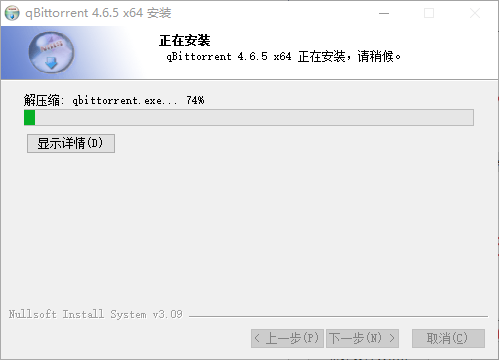 qBittorrent 4.6.5 x64 安装
正在安装
qBittorrent 4.6.5 x64 正在安装，请稍候。
解压缩: qbittorrent.exe... 74%
显示详情(D)
Nullsoft Install System v3.09
< 上一步(P) 下一步(N) > 取消(C)